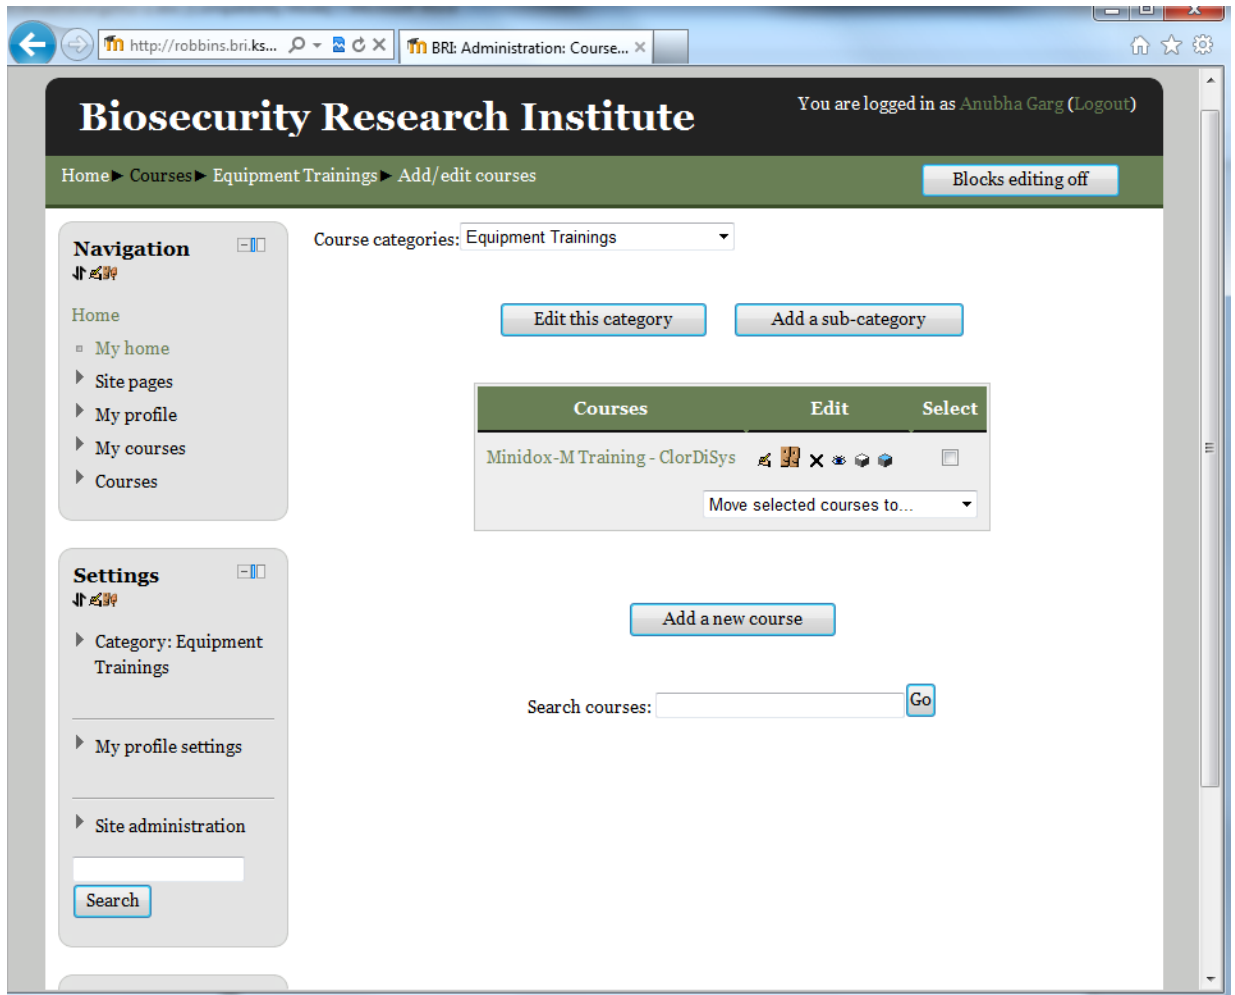 http://robbins.bri.ks...
BRI: Administration: Course...
Biosecurity Research Institute
You are logged in as Anubha Garg (Logout)
Home► Courses► Equipment Trainings► Add/edit courses
Blocks editing off
Navigation
Home
My home
Site pages
My profile
My courses
Courses
Settings
Category: Equipment
Trainings
My profile settings
Site administration
Search
Course categories: Equipment Trainings
Edit this category
Add a sub-category
Courses Edit Select
Minidox-M Training - ClorDiSys
Move selected courses to...
Add a new course
Search courses:
Go